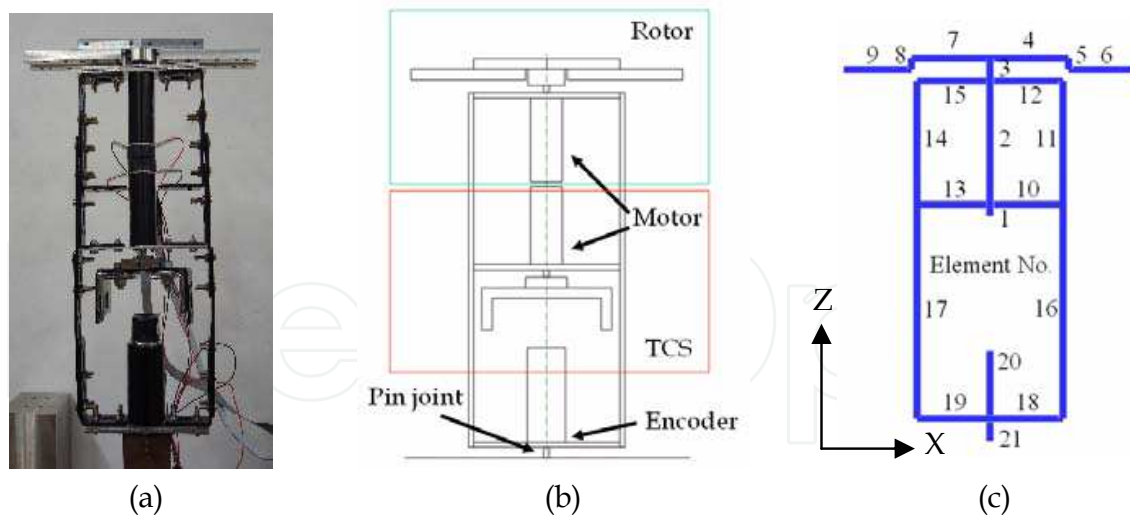 Rotor
Motor
TCS
Pin joint
Encoder
9 8 7 4 5 6
3
15 12
14 2 11
13 10
1
Element No.
17 16
Z
20
19 18
X 21
(a) (b) (c)